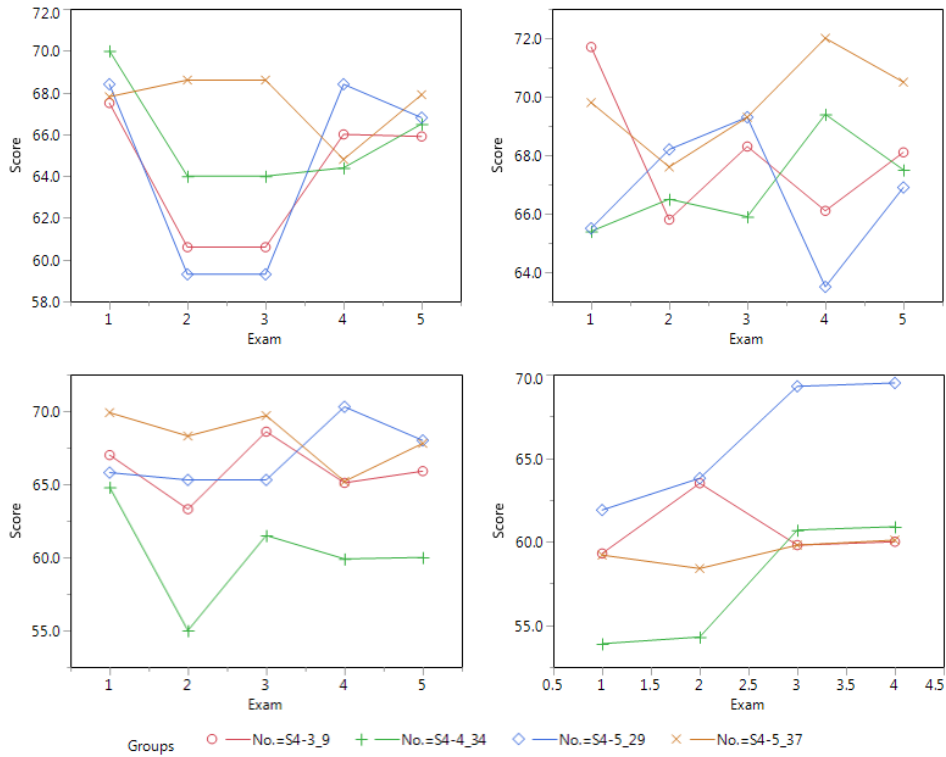 72.0
70.0
68.0
66.0
64.0
62.0
60.0
58.0
Score
1 2 3 4 5
Exam
72.0
70.0
68.0
66.0
64.0
Score
1 2 3 4 5
Exam
70.0
65.0
60.0
55.0
Score
1 2 3 4 5
Exam
70.0
65.0
60.0
55.0
Score
0.5 1 1.5 2 2.5 3 3.5 4 4.5
Exam
Groups No.=S4-3_9 No.=S4-4_34 No.=S4-5_29 No.=S4-5_37